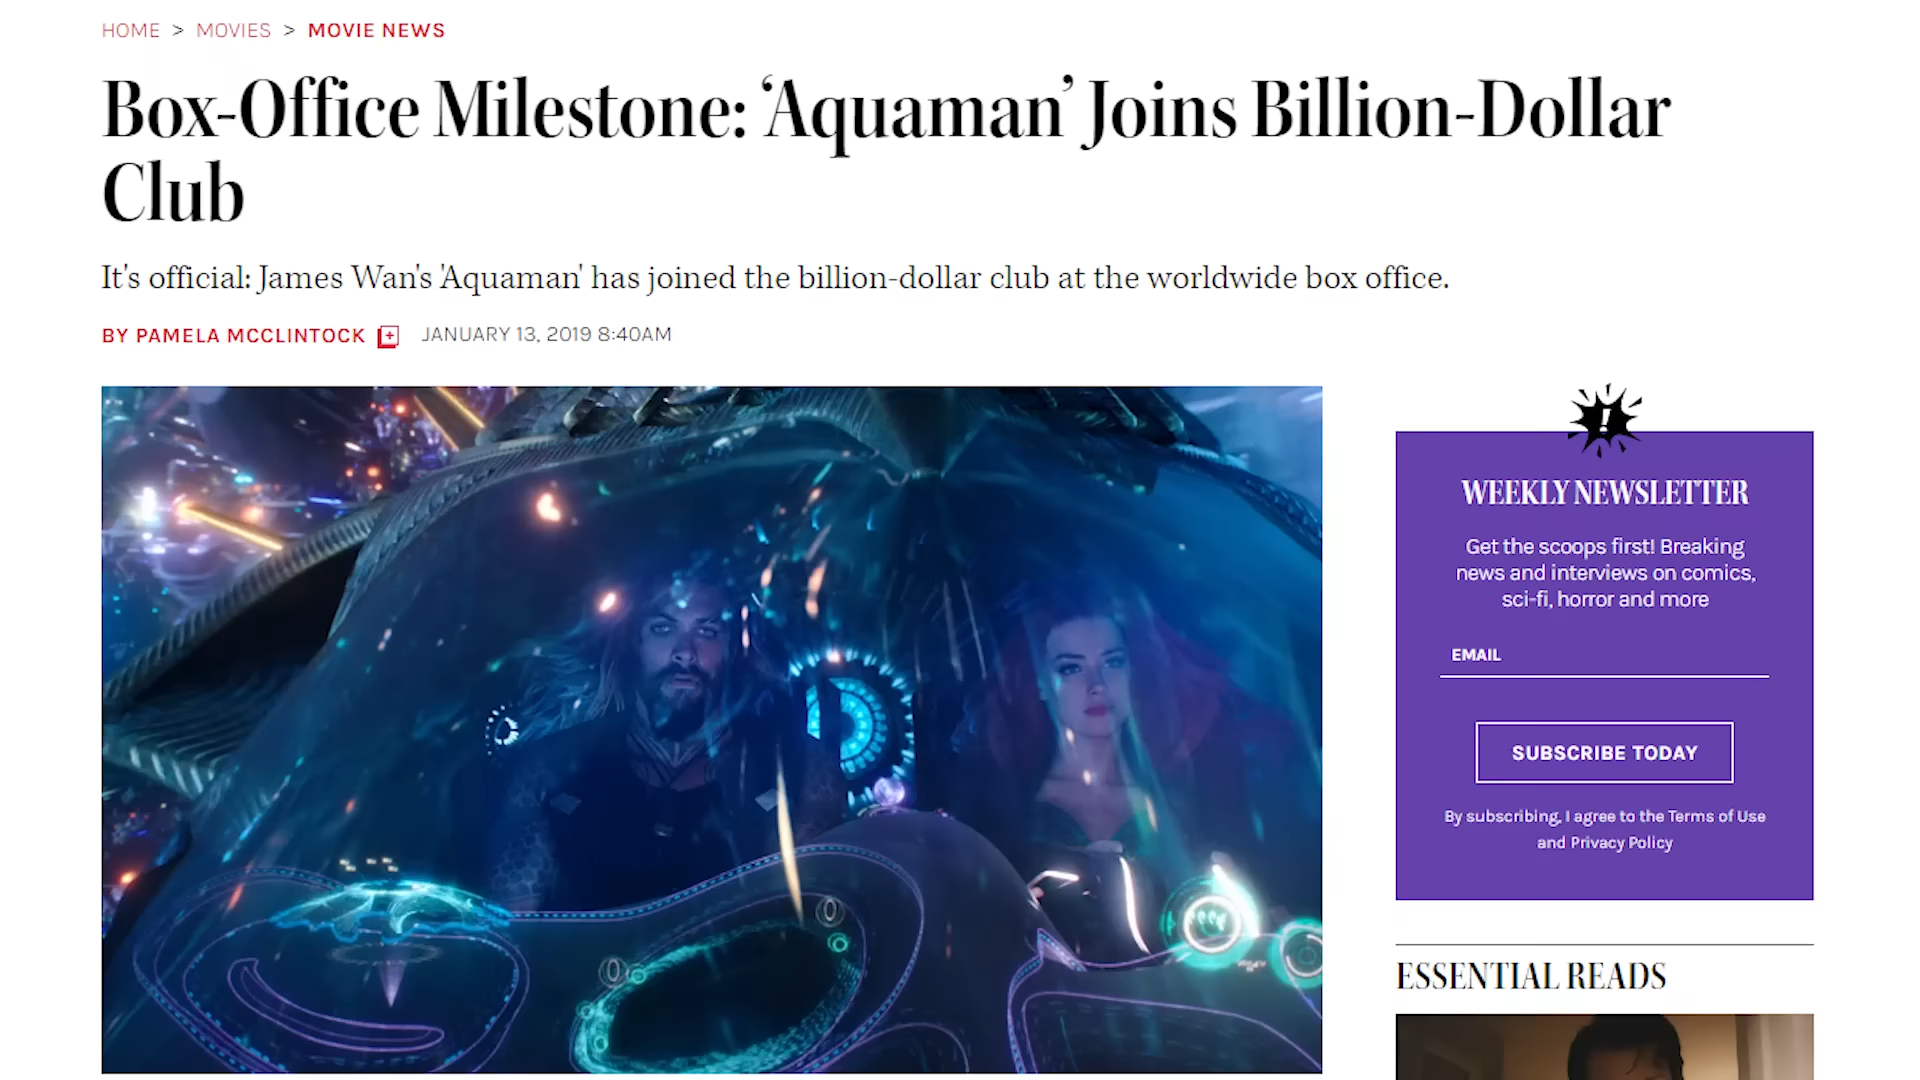 HOME > MOVIES > MOVIE NEWS
Box-Office Milestone: ‘Aquaman’ Joins Billion-Dollar
Club
It's official: James Wan's 'Aquaman' has joined the billion-dollar club at the worldwide box office.
BY PAMELA MCCLINTOCK + JANUARY 13, 2019 8:40AM
!
WEEKLY NEWSLETTER
Get the scoops first! Breaking
news and interviews on comics,
sci-fi, horror and more
EMAIL
SUBSCRIBE TODAY
By subscribing, I agree to the Terms of Use
and Privacy Policy
ESSENTIAL READS